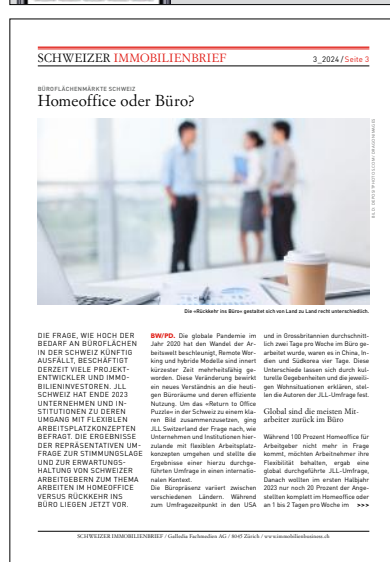 SCHWEIZER IMMOBILIENBRIEF
3_2024 / Seite 3
BÜROFLÄCHENMÄRKTE SCHWEIZ
Homeoffice oder Büro?
Die «Rückkehr ins Büro» gestaltet sich von Land zu Land recht unterschiedlich.
DIE FRAGE, WIE HOCH DER
BEDARF AN BÜROFLÄCHEN
IN DER SCHWEIZ KÜNFTIG
AUSFÄLLT, BESCHÄFTIGT
DERZEIT VIELE PROJEKT-
ENTWICKLER UND IMMO-
BILIENINVESTOREN. JLL
SCHWEIZ HAT ENDE 2023
UNTERNEHMEN UND IN-
STITUTIONEN ZU DEREN
UMGANG MIT FLEXIBLEN
ARBEITSPLATZKONZEPTEN
BEFRAGT. DIE ERGEBNISSE
DER REPRÄSENTATIVEN UM-
FRAGE ZUR STIMMUNGSLAGE
UND ZUR ERWARTUNGS-
HALTUNG VON SCHWEIZER
ARBEITGEBERN ZUM THEMA
ARBEITEN IM HOMEOFFICE
VERSUS RÜCKKEHR INS
BÜRO LIEGEN JETZT VOR.
BW/PD. Die globale Pandemie im
Jahr 2020 hat den Wandel der Ar-
beitswelt beschleunigt, Remote Wor-
king und hybride Modelle sind innert
kürzester Zeit mehrheitsfähig ge-
worden. Diese Veränderung bewirkt
ein neues Verständnis an die heuti-
gen Büroräume und deren effiziente
Nutzung. Um das «Return to Office
Puzzle» in der Schweiz zu einem kla-
ren Bild zusammenzusetzen, ging
JLL Switzerland der Frage nach, wie
Unternehmen und Institutionen hier-
zulande mit flexiblen Arbeitsplatz-
konzepten umgehen und stellte die
Ergebnisse einer hierzu durchge-
führten Umfrage in einen internatio-
nalen Kontext.
Die Büropräsenz variiert zwischen
verschiedenen Ländern. Während
zum Umfragezeitpunkt in den USA
und in Grossbritannien durchschnitt-
lich zwei Tage pro Woche im Büro ge-
arbeitet wurde, waren es in China, In-
dien und Südkorea vier Tage. Diese
Unterschiede lassen sich durch kul-
turelle Gegebenheiten und die jeweili-
gen Wohnsituationen erklären, stel-
len die Autoren der JLL-Umfrage fest.
Global sind die meisten Mit-
arbeiter zurück im Büro
Während 100 Prozent Homeoffice für
Arbeitgeber nicht mehr in Frage
kommt, möchten Arbeitnehmer ihre
Flexibilität behalten, ergab eine
global durchgeführte JLL-Umfrage.
Danach wollten im ersten Halbjahr
2023 nur noch 20 Prozent der Ange-
stellten komplett im Homeoffice oder
an 1 bis 2 Tagen pro Woche im >>>
SCHWEIZER IMMOBILIENBRIEF / Galledia Fachmedien AG / 8045 Zürich / www.immobilienbusiness.ch